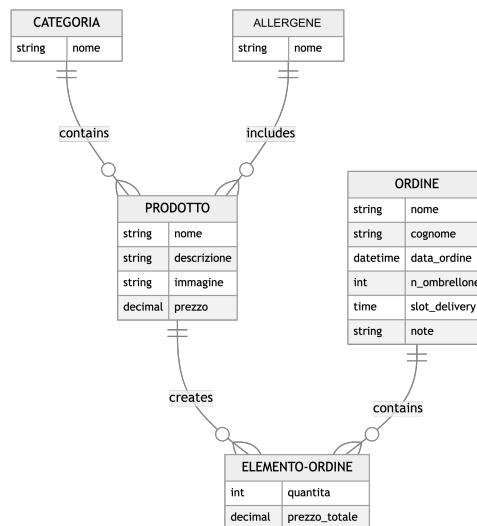 CATEGORIA
string nome
ALLERGENE
string nome
contains
includes
PRODOTTO
string nome
string descrizione
string immagine
decimal prezzo
ORDINE
string nome
string cognome
datetime data_ordine
int n_ombrellone
time slot_delivery
string note
creates
contains
ELEMENTO-ORDINE
int quantita
decimal prezzo_totale